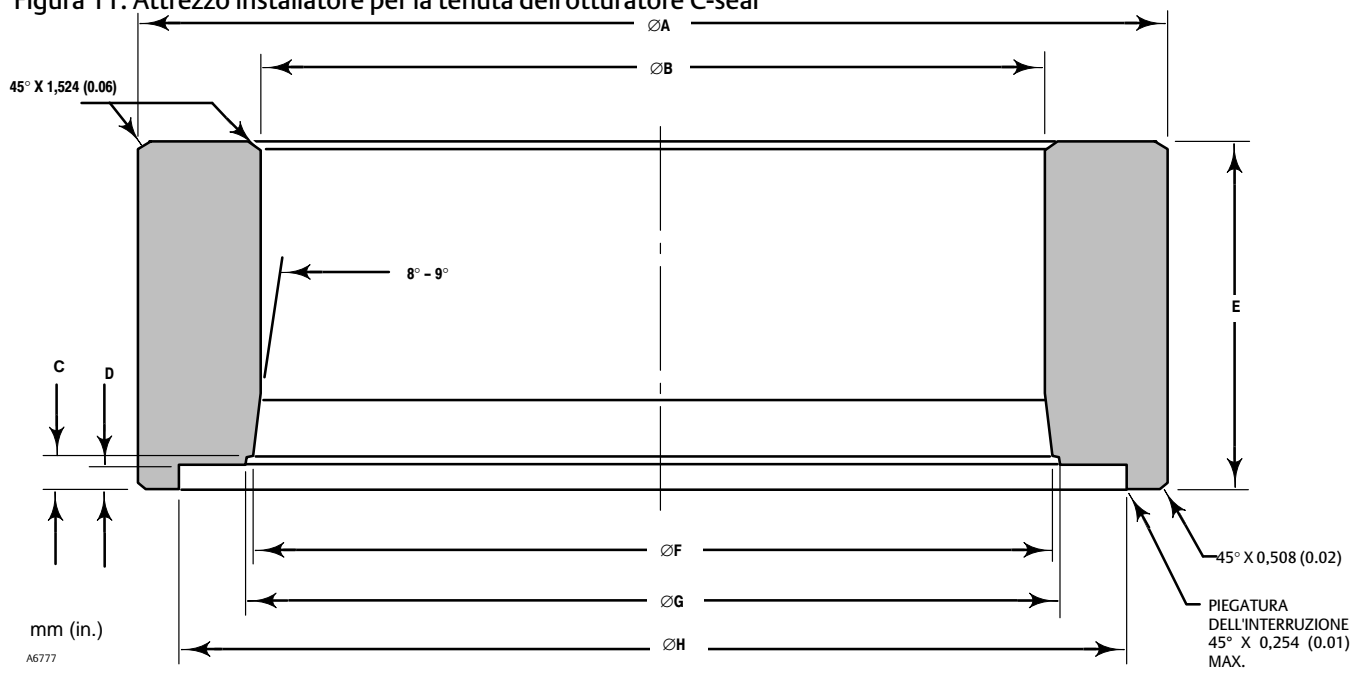 Figura 11. Attrezzo installatore per la tenuta dell'otturatore C-seal
∅A
∅B
45° X 1,524 (0.06)
8° – 9°
E
C
D
∅F
45° X 0,508 (0.02)
∅G
PIEGATURA
DELL'INTERRUZIONE
45° X 0,254 (0.01)
MAX.
mm (in.)
∅H
A6777